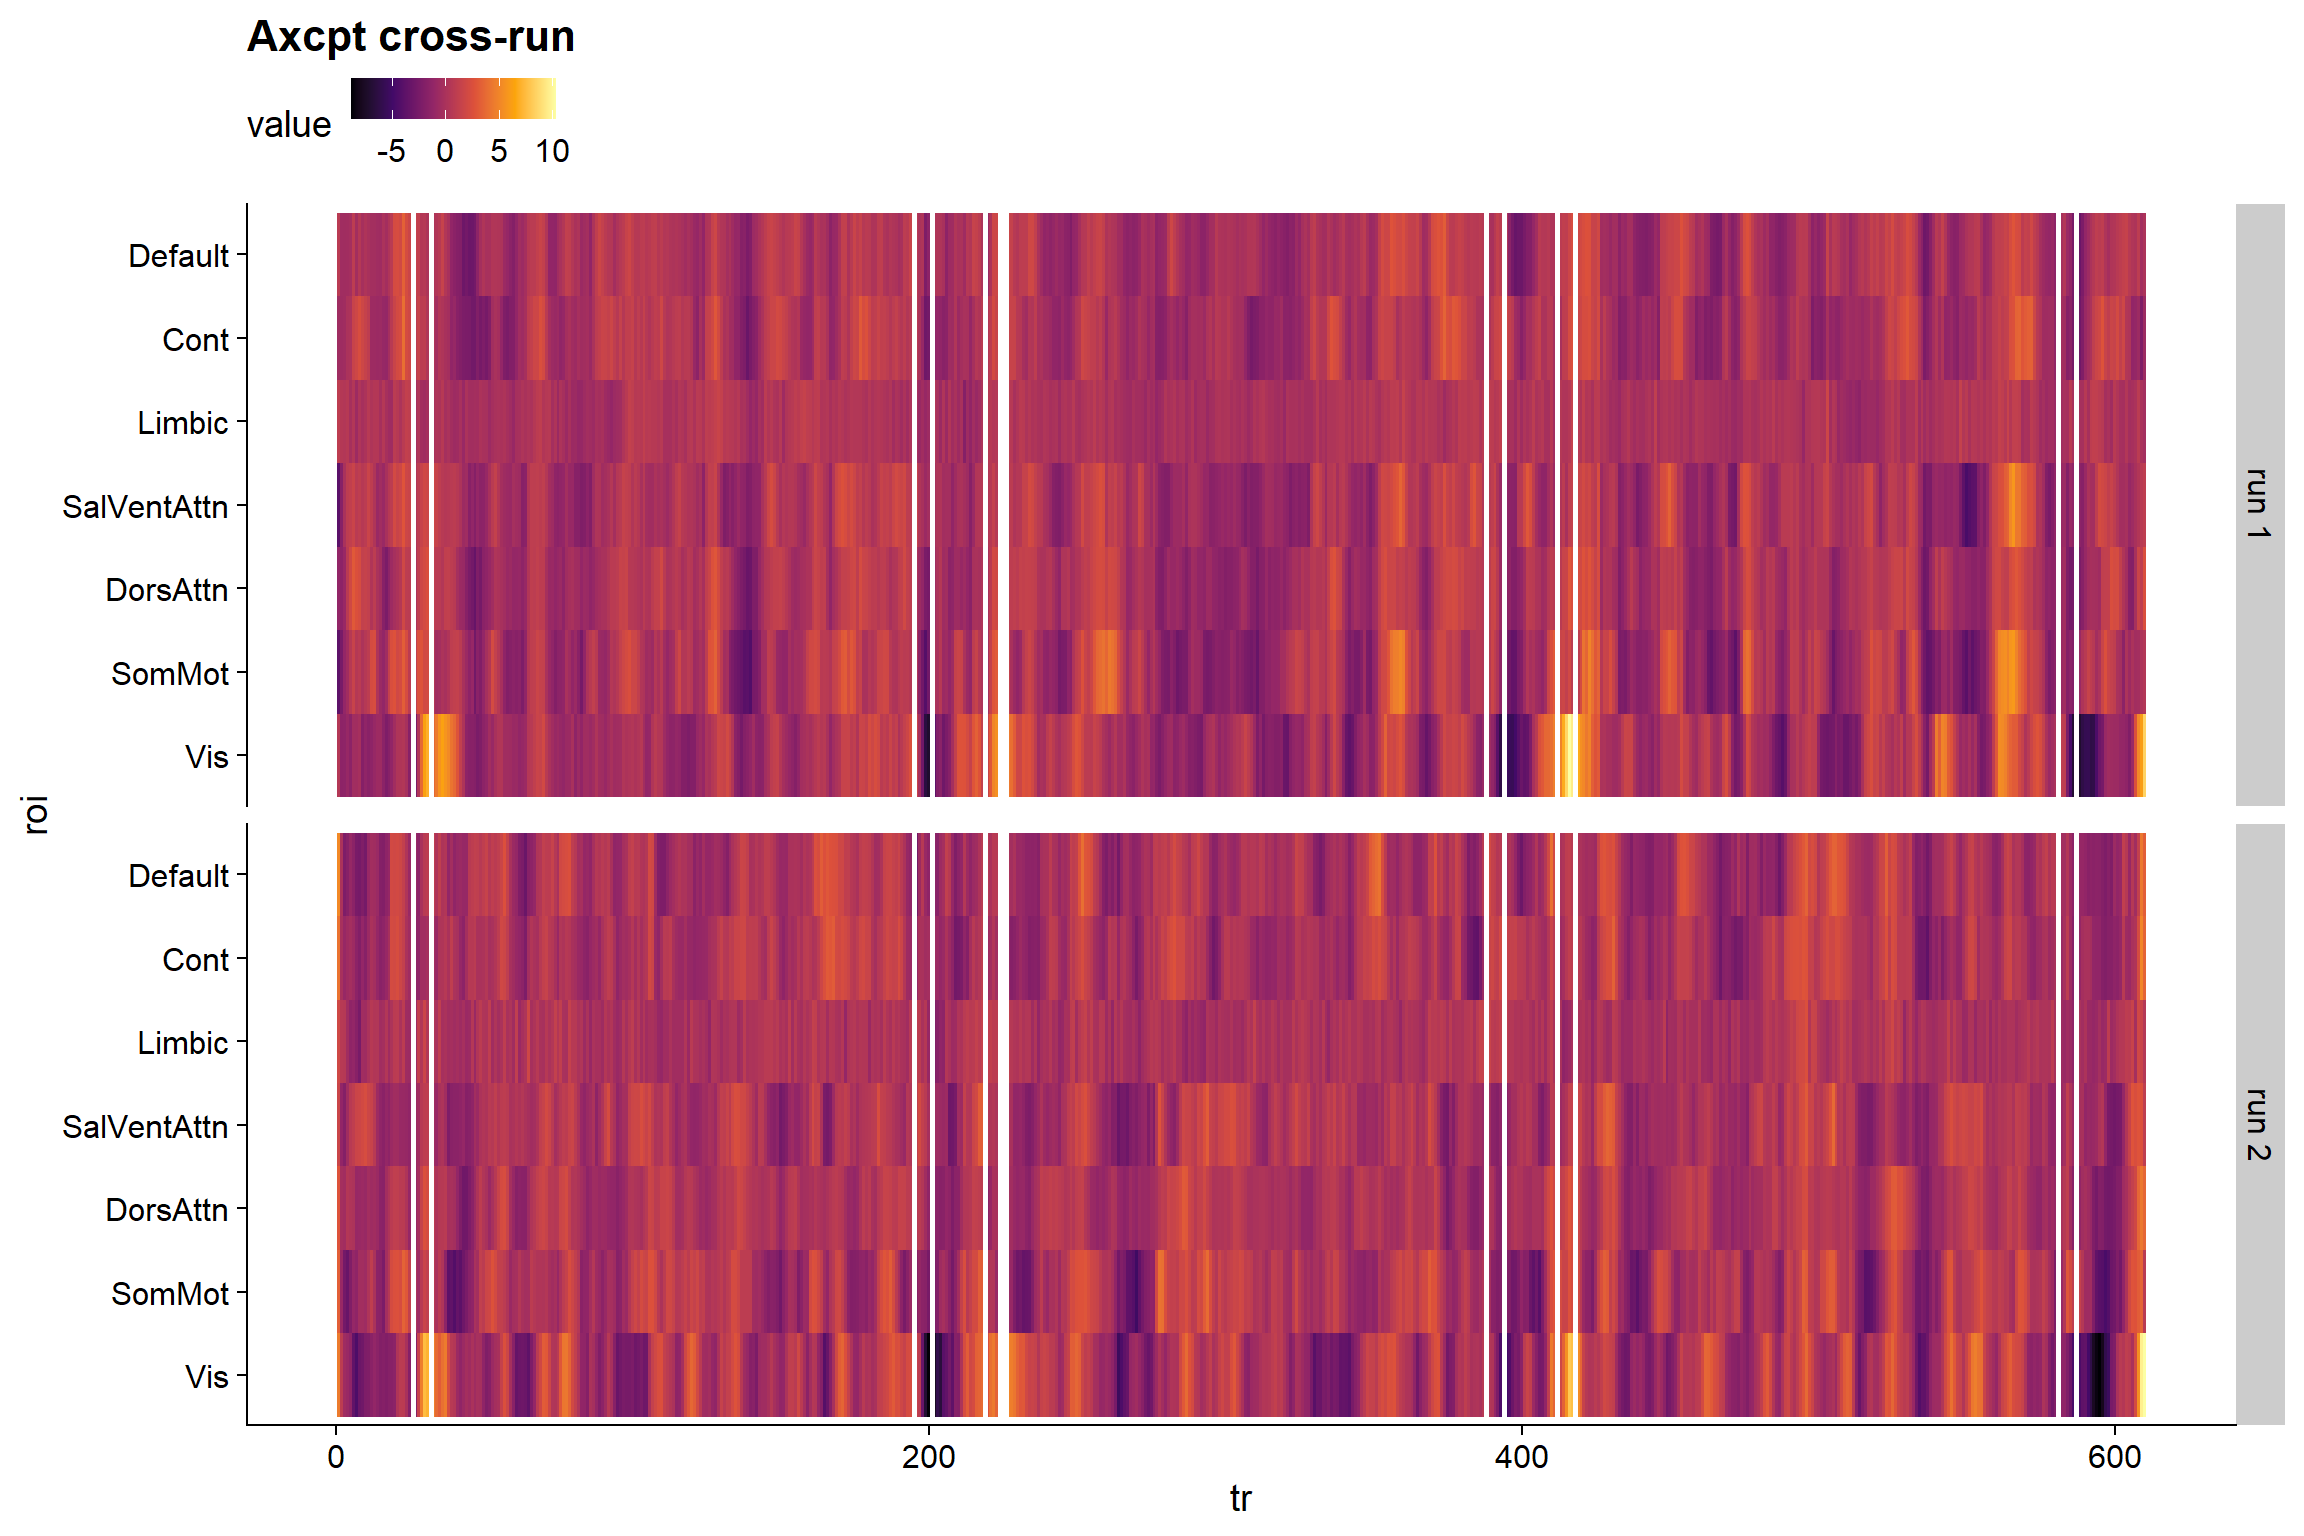 Axcpt cross-run
value
-5 0 5 10
roi
Default
Cont
Limbic
SalVentAttn
DorsAttn
SomMot
Vis
run 1
Default
Cont
Limbic
SalVentAttn
DorsAttn
SomMot
Vis
run 2
0 200 400 600
tr